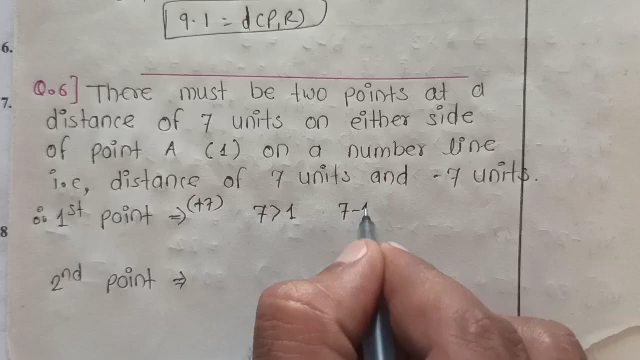 9.1 = d(P,R)
6.
Q.6] There must be two points at a
7.
distance of 7 units on either side
of point A (1) on a number line
i.e, distance of 7 units and -7 units.
∴ 1st point ⇒ (+7) 7>1 7-1
8
2nd point ⇒